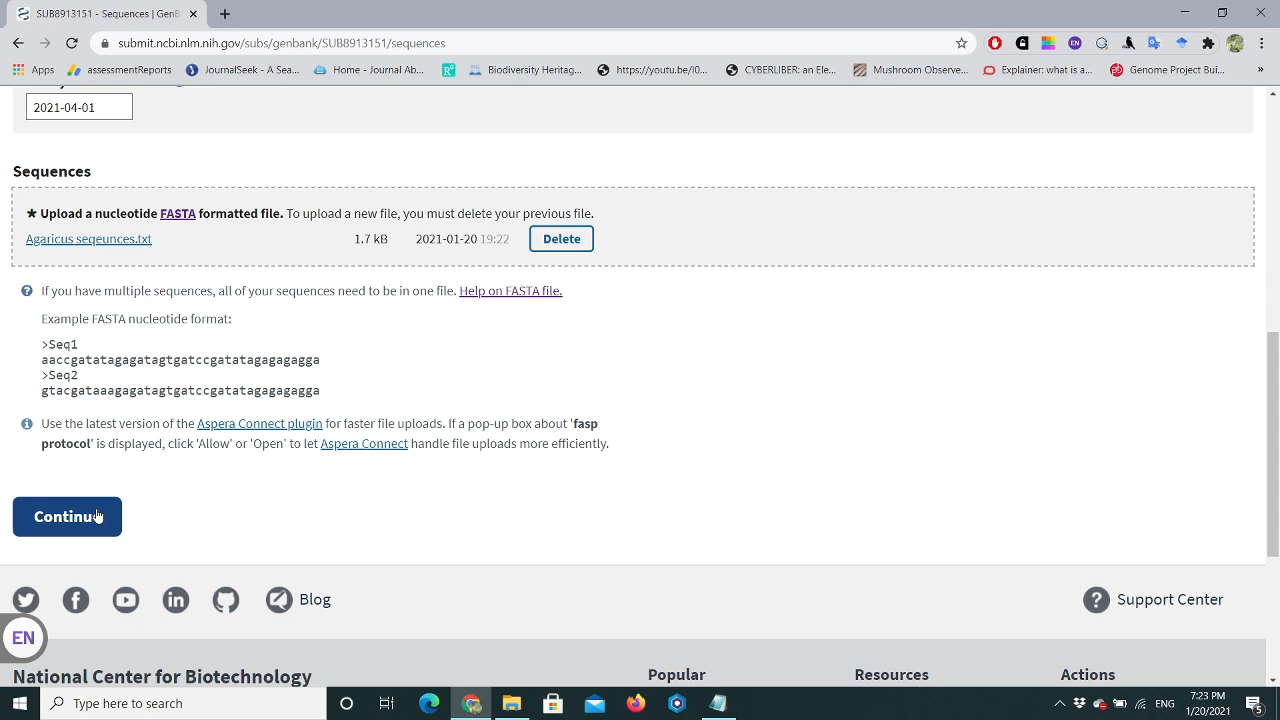 SUB8913151 - Sequences | GenB
submit.ncbi.nlm.nih.gov/subs/genbank/SUB8913151/sequences
Apps
assessmentReports
JournalSeek - A Sea...
Home - Journal Ab...
Biodiversity Heritag...
https://youtu.be/I0...
CYBERLIBER: an Ele...
Mushroom Observe...
Explainer: what is a...
Genome Project Bui...
»
2021-04-01
Sequences
* Upload a nucleotide FASTA formatted file. To upload a new file, you must delete your previous file.
Agaricus seqeunces.txt 1.7 kB 2021-01-20 19:22 Delete
If you have multiple sequences, all of your sequences need to be in one file. Help on FASTA file.
Example FASTA nucleotide format:
>Seq1
aaccgatatagagatagtgatccgatatagagagagga
>Seq2
gtacgataaagagatagtgatccgatatagagagagga
Use the latest version of the Aspera Connect plugin for faster file uploads. If a pop-up box about 'fasp
protocol' is displayed, click 'Allow' or 'Open' to let Aspera Connect handle file uploads more efficiently.
Continue
Blog
Support Center
EN
National Center for Biotechnology
Popular
Resources
Actions
Type here to search
ENG
7:23 PM
1/20/2021
5